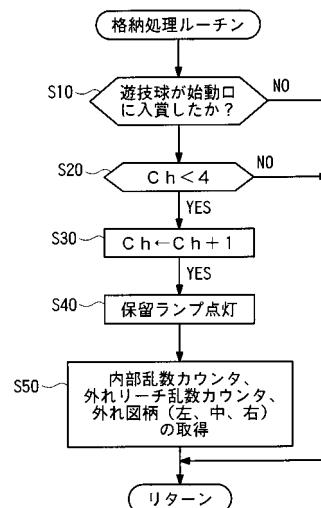 格納処理ルーチン
S10
遊技球が始動口
に入賞したか？
NO
S20
Ch<4
NO
YES
S30
Ch←Ch+1
YES
S40
保留ランプ点灯
S50
内部乱数カウンタ、
外れリーチ乱数カウンタ、
外れ図柄（左、中、右）
の取得
リターン